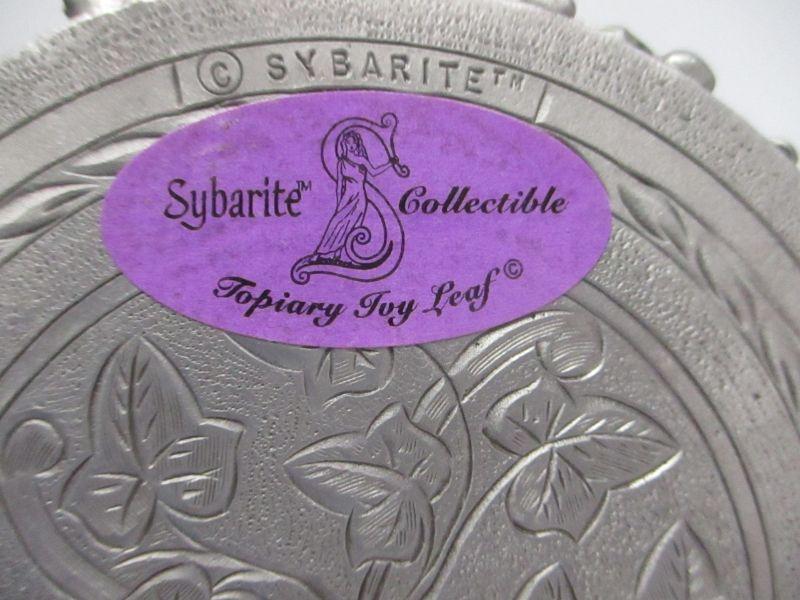 © SYBARITE™
Sybarite™ Collectible
Topiary Ivy Leaf©